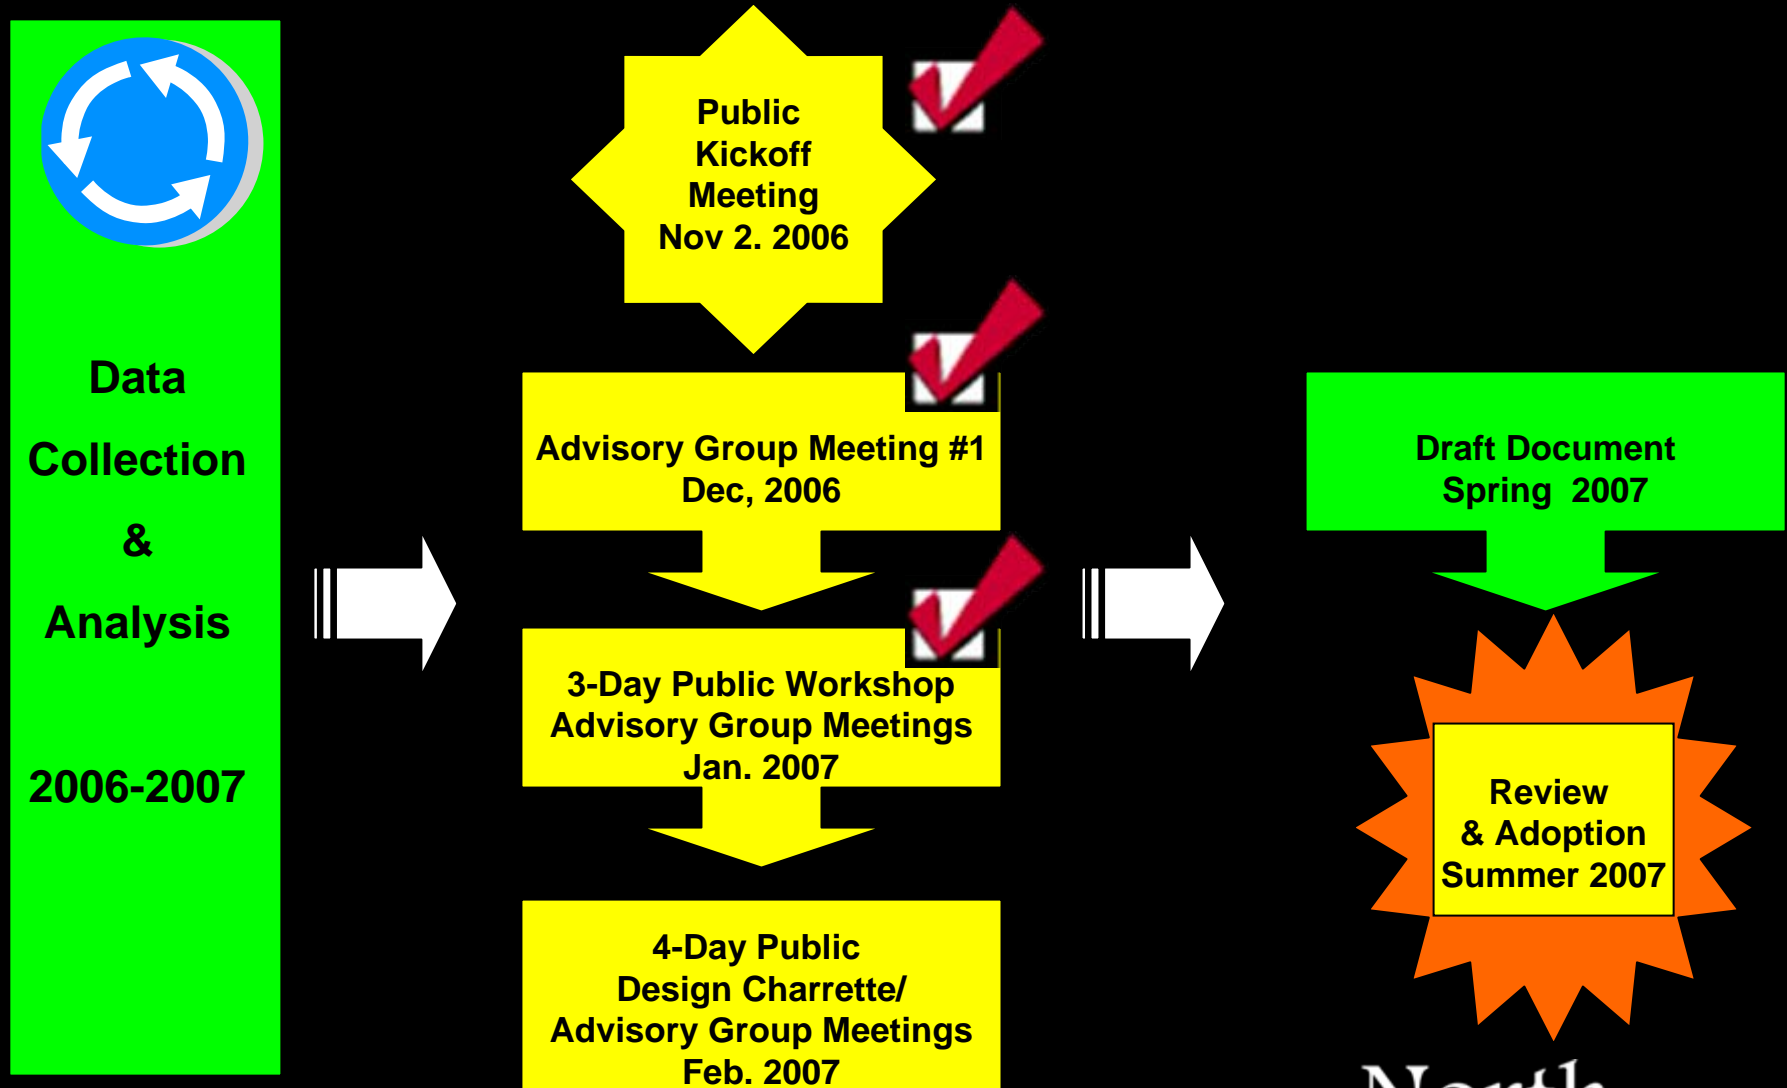 Data
Collection
&
Analysis
2006-2007
Public
Kickoff
Meeting
Nov 2. 2006
Advisory Group Meeting #1
Dec, 2006
3-Day Public Workshop
Advisory Group Meetings
Jan. 2007
4-Day Public
Design Charrette/
Advisory Group Meetings
Feb. 2007
Draft Document
Spring  2007
Review
& Adoption
Summer 2007
North